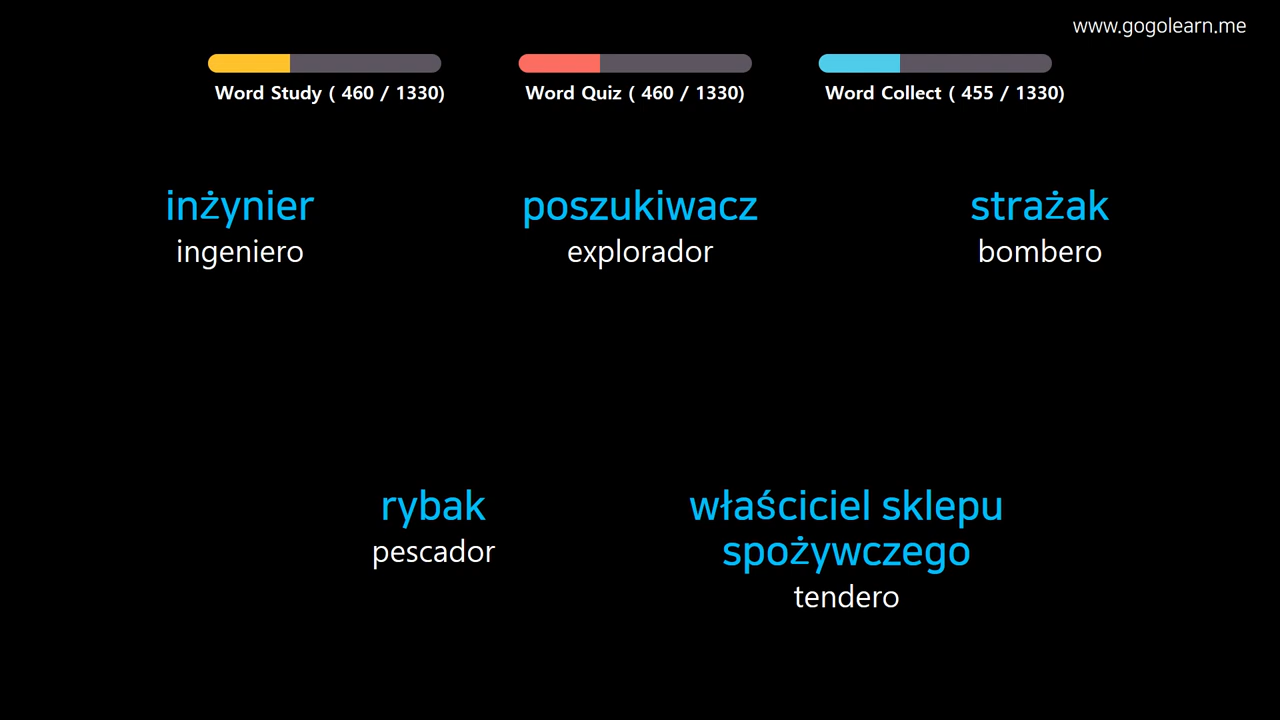 www.gogolearn.me
Word Study ( 460 / 1330)
Word Quiz ( 460 / 1330)
Word Collect ( 455 / 1330)
inżynier
ingeniero
poszukiwacz
explorador
strażak
bombero
rybak
pescador
właściciel sklepu
spożywczego
tendero